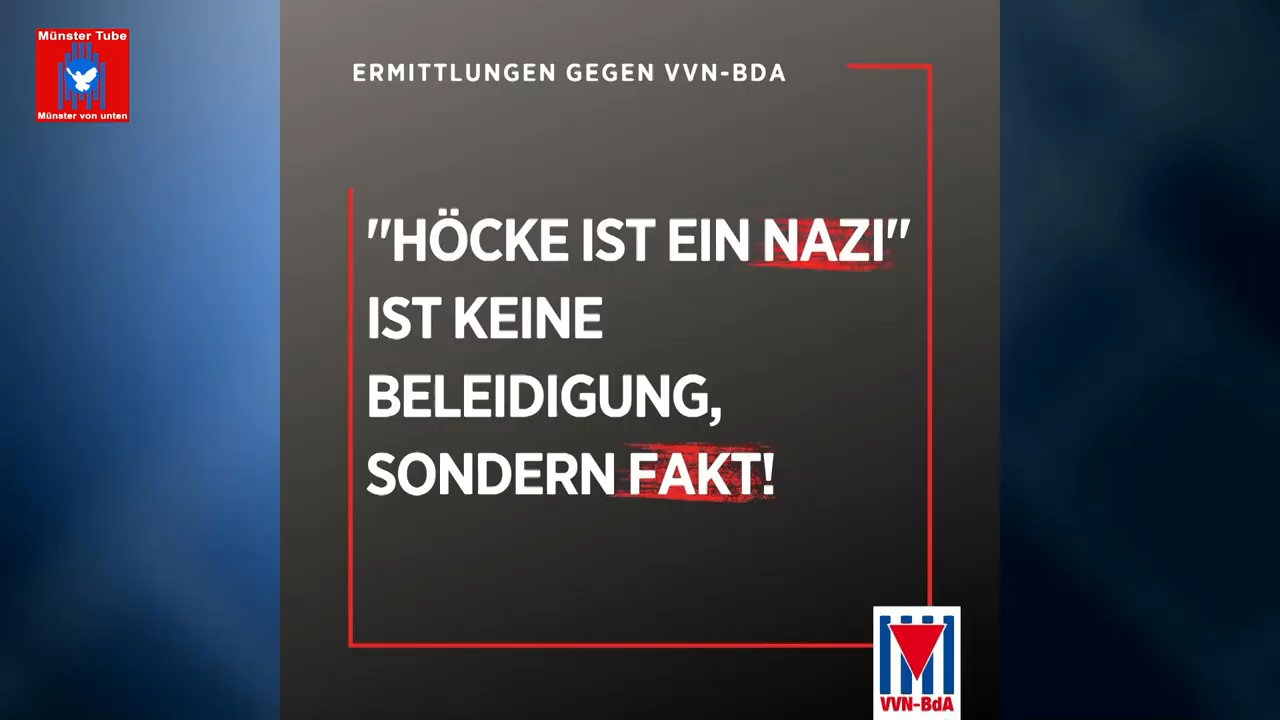 Münster Tube
Münster von unten
ERMITTLUNGEN GEGEN VVN-BDA
"HÖCKE IST EIN NAZI"
IST KEINE
BELEIDIGUNG,
SONDERN FAKT!
VVN-BdA